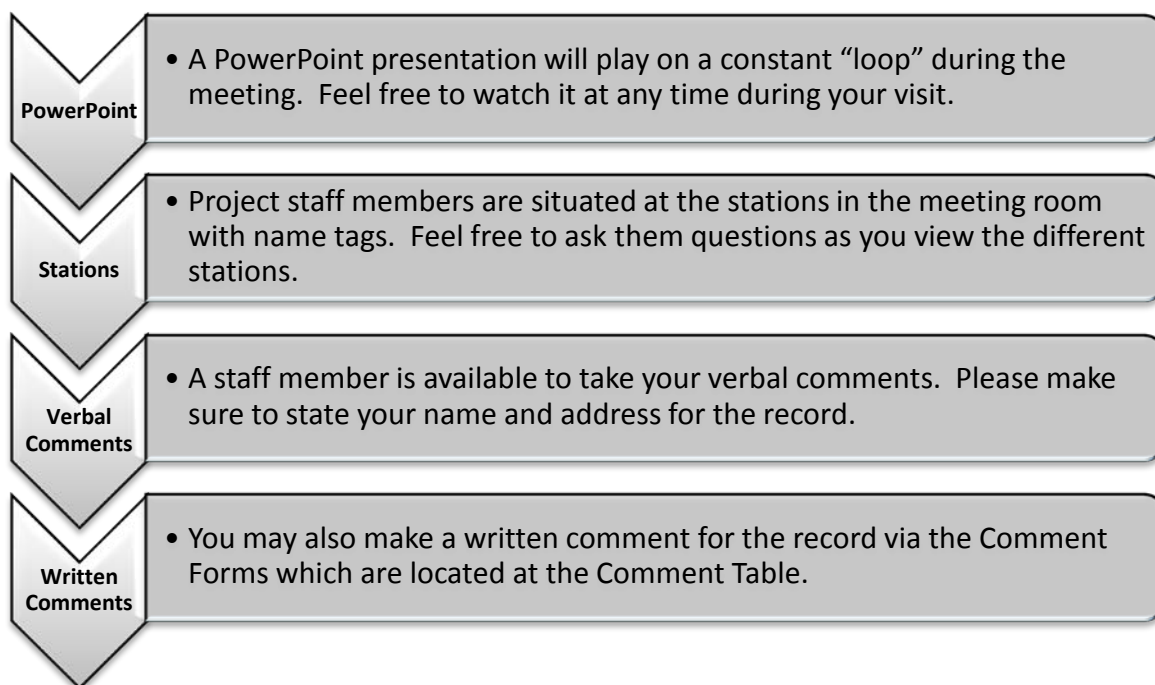 PowerPoint
• A PowerPoint presentation will play on a constant “loop” during the
meeting.  Feel free to watch it at any time during your visit.
Stations
• Project staff members are situated at the stations in the meeting room
with name tags.  Feel free to ask them questions as you view the different
stations.
Verbal
Comments
• A staff member is available to take your verbal comments.  Please make
sure to state your name and address for the record.
Written
Comments
• You may also make a written comment for the record via the Comment
Forms which are located at the Comment Table.